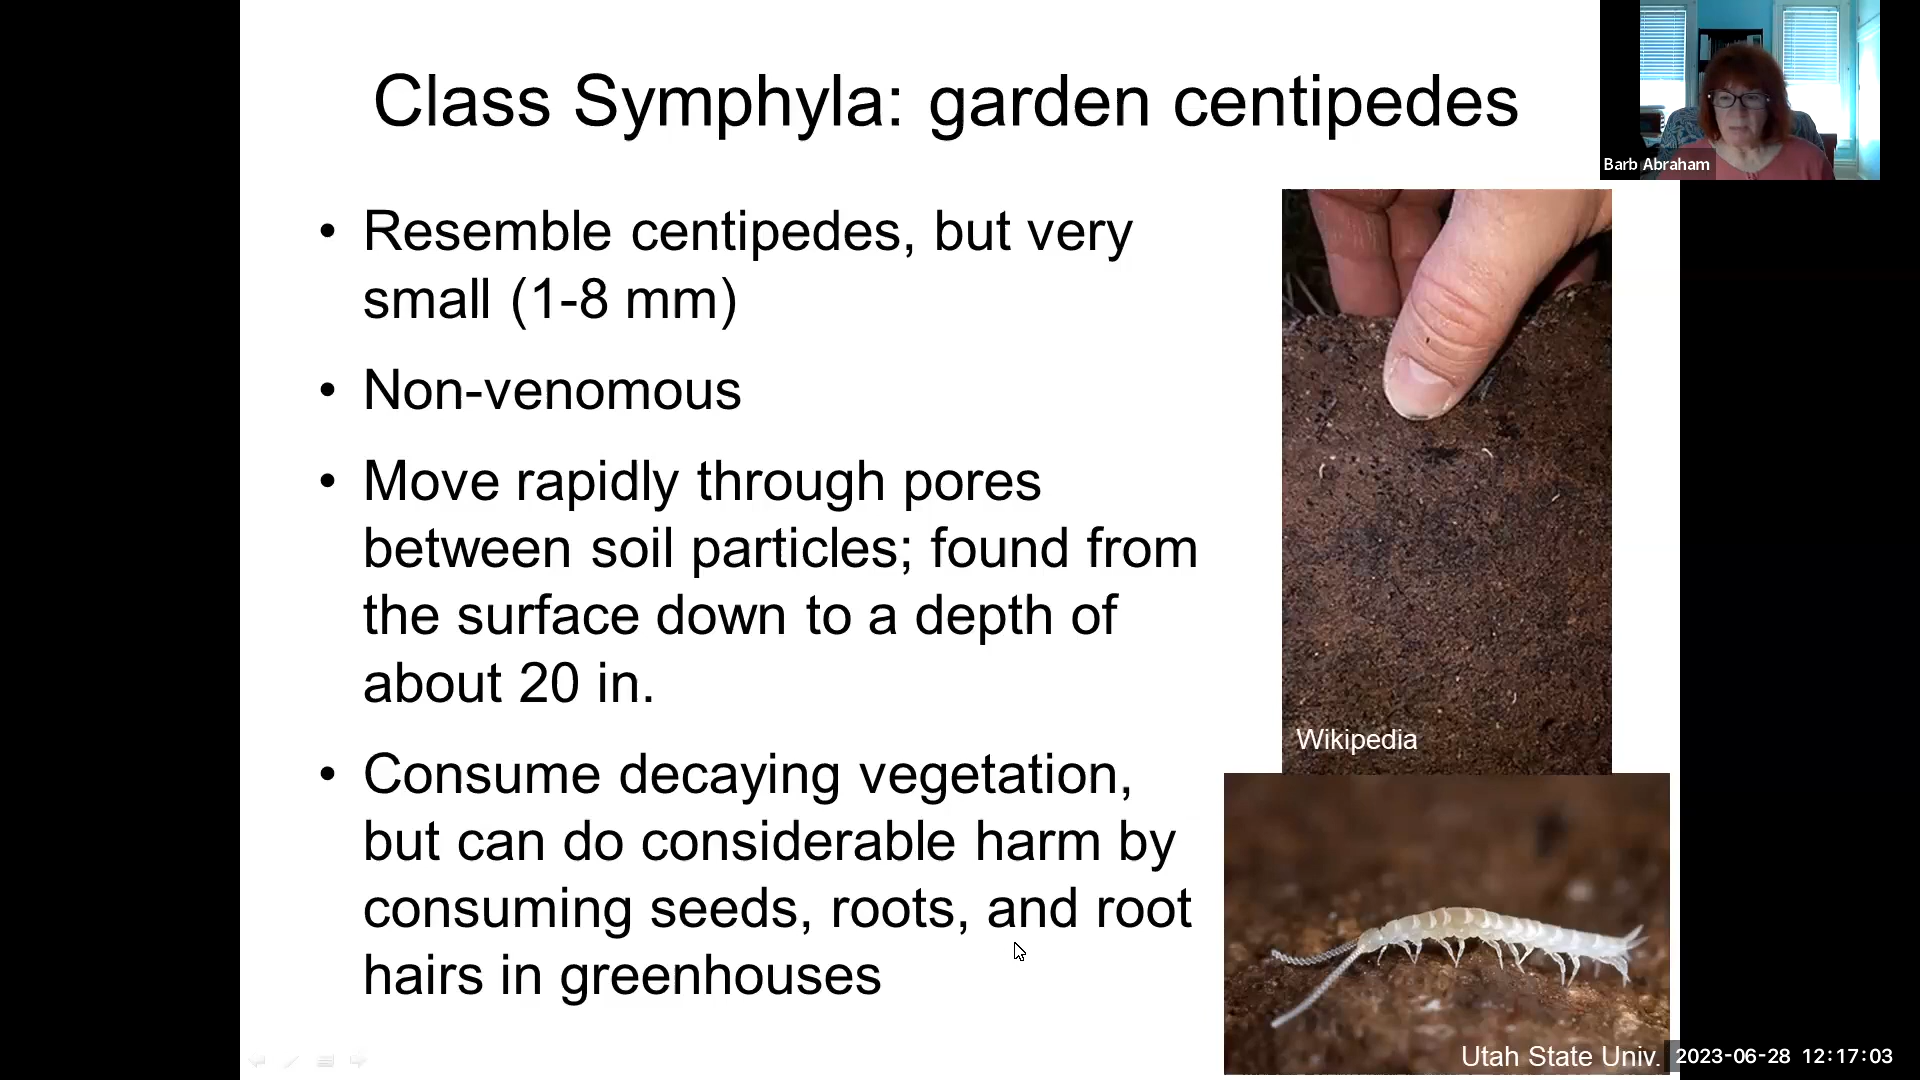 Class Symphyla: garden centipedes
Barb Abraham
• Resemble centipedes, but very
small (1-8 mm)
• Non-venomous
• Move rapidly through pores
between soil particles; found from
the surface down to a depth of
about 20 in.
• Consume decaying vegetation,
but can do considerable harm by
consuming seeds, roots, and root
hairs in greenhouses
Wikipedia
Utah State Univ.
2023-06-28 12:17:03